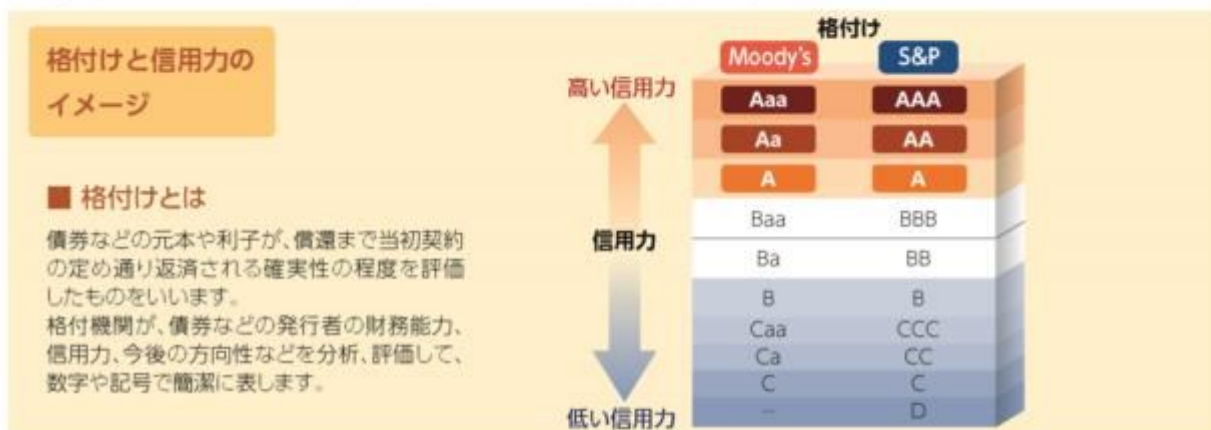 格付けと信用力の
イメージ
■ 格付けとは
債券などの元本や利子が、償還まで当初契約
の定め通り返済される確実性の程度を評価
したものをいいます。
格付機関が、債券などの発行者の財務能力、
信用力、今後の方向性などを分析、評価して、
数字や記号で簡潔に表します。
格付け
Moody's S&P
高い信用力
信用力
低い信用力
Aaa AAA
Aa AA
A A
Baa BBB
Ba BB
B B
Caa CCC
Ca CC
C C
− D